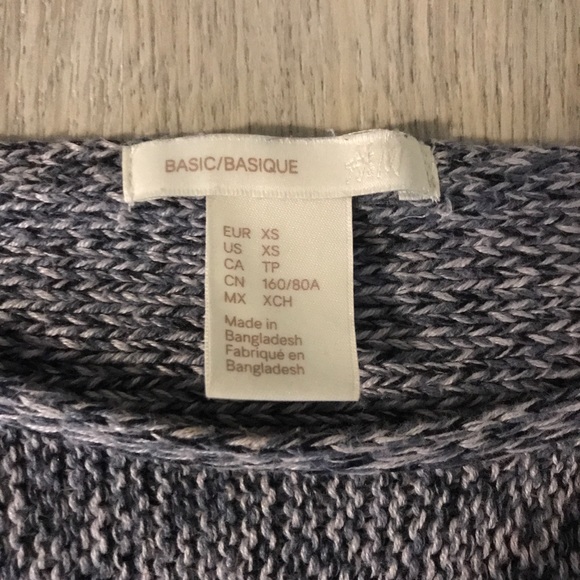 BASIC/BASIQUE
EUR XS
US XS
CA TP
CN 160/80A
MX XCH
Made in
Bangladesh
Fabriqué en
Bangladesh